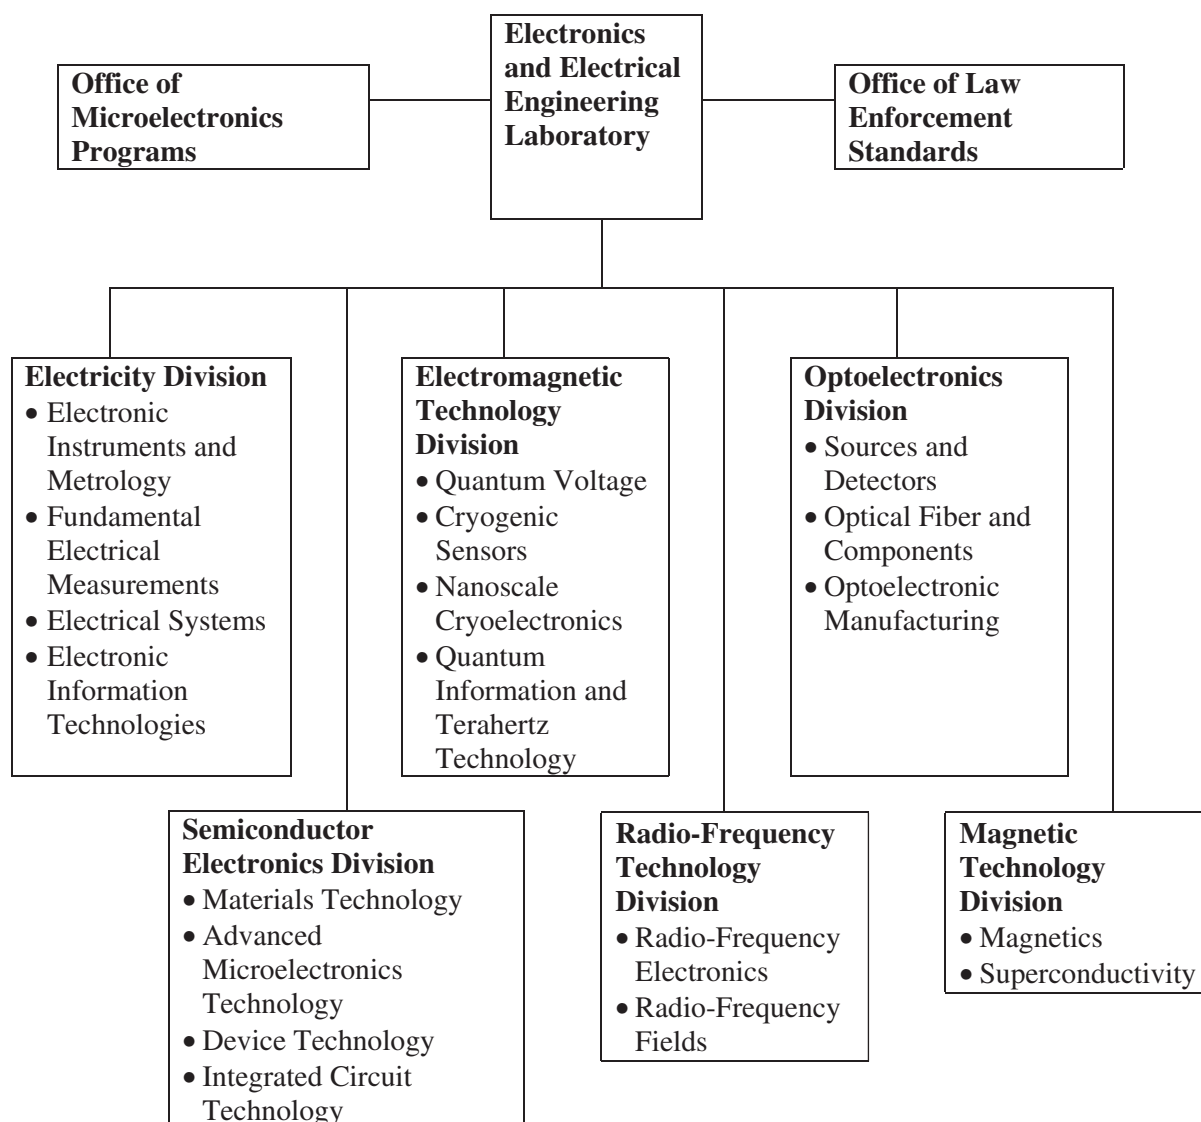 Electronics
and Electrical
Engineering
Laboratory
Office of
Microelectronics
Programs
Office of Law
Enforcement
Standards
Electricity Division
• Electronic
Instruments and
Metrology
• Fundamental
Electrical
Measurements
• Electrical Systems
• Electronic
Information
Technologies
Electromagnetic
Technology
Division
• Quantum Voltage
• Cryogenic
Sensors
• Nanoscale
Cryoelectronics
• Quantum
Information and
Terahertz
Technology
Optoelectronics
Division
• Sources and
Detectors
• Optical Fiber and
Components
• Optoelectronic
Manufacturing
Semiconductor
Electronics Division
• Materials Technology
• Advanced
Microelectronics
Technology
• Device Technology
• Integrated Circuit
Technology
Radio-Frequency
Technology
Division
• Radio-Frequency
Electronics
• Radio-Frequency
Fields
Magnetic
Technology
Division
• Magnetics
• Superconductivity